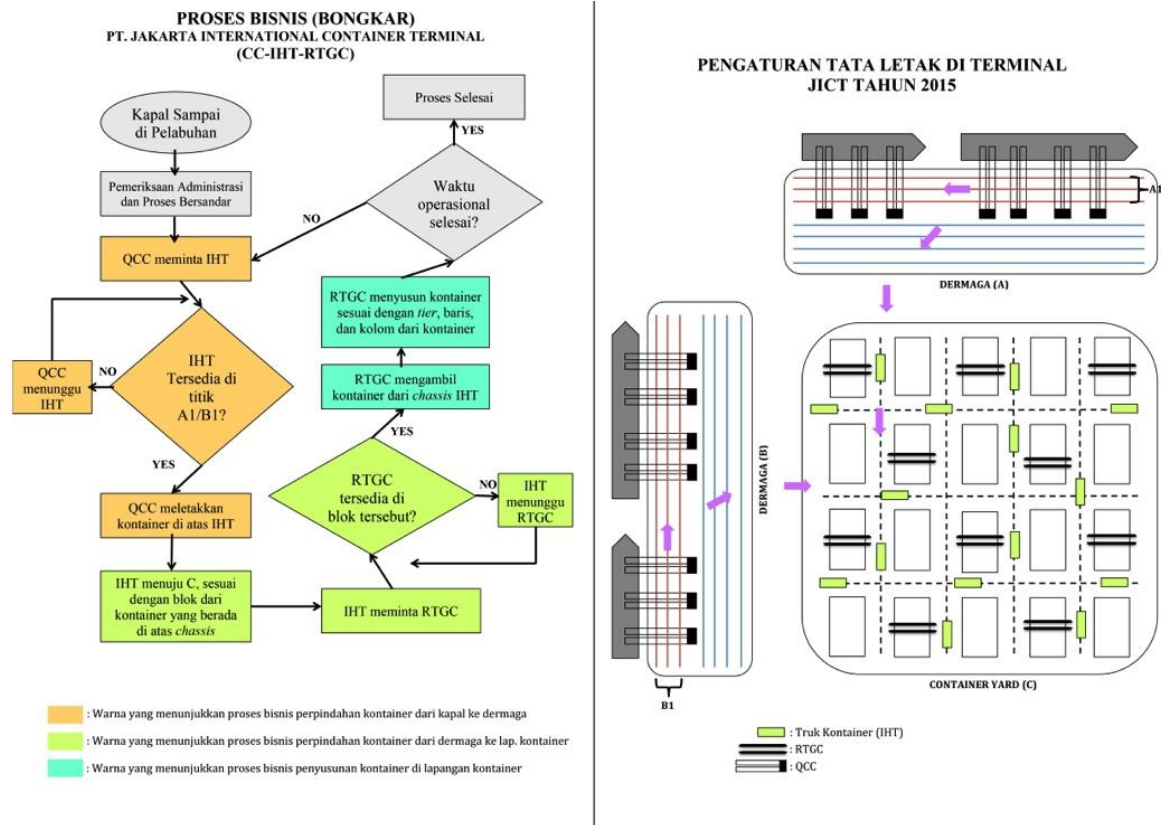 PROSES BISNIS (BONGKAR)
PT. JAKARTA INTERNATIONAL CONTAINER TERMINAL
(CC-IHT-RTGC)
Kapal Sampai
di Pelabuhan
Pemeriksaan Administrasi
dan Proses Bersandar
QCC meminta IHT
IHT
Tersedia di
titik
A1/B1?
NO
QCC
menunggu
IHT
YES
QCC meletakkan
kontainer di atas IHT
IHT menuju C, sesuai
dengan blok dari
kontainer yang berada
di atas chassis
IHT meminta RTGC
RTGC
tersedia di
blok tersebut?
NO
IHT
menunggu
RTGC
YES
RTGC mengambil
kontainer dari chassis IHT
RTGC menyusun kontainer
sesuai dengan tier, baris,
dan kolom dari kontainer
Waktu
operasional
selesai?
NO
YES
Proses Selesai
: Warna yang menunjukkan proses bisnis perpindahan kontainer dari kapal ke dermaga
: Warna yang menunjukkan proses bisnis perpindahan kontainer dari dermaga ke lap. kontainer
: Warna yang menunjukkan proses bisnis penyusunan kontainer di lapangan kontainer
PENGATURAN TATA LETAK DI TERMINAL
JICT TAHUN 2015
A1
DERMAGA (A)
DERMAGA (B)
B1
CONTAINER YARD (C)
: Truk Kontainer (IHT)
: RTGC
: QCC